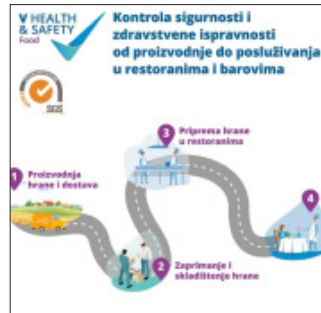 V HEALTH
& SAFETY
Food
Kontrola sigurnosti i
zdravstvene ispravnosti
od proizvodnje do posluživanja
u restoranima i barovima
SGS
3
Priprema hrane
u restoranima
1
Proizvodnja
hrane i dostava
4
2
Zaprimanje i
skladištenje hrane